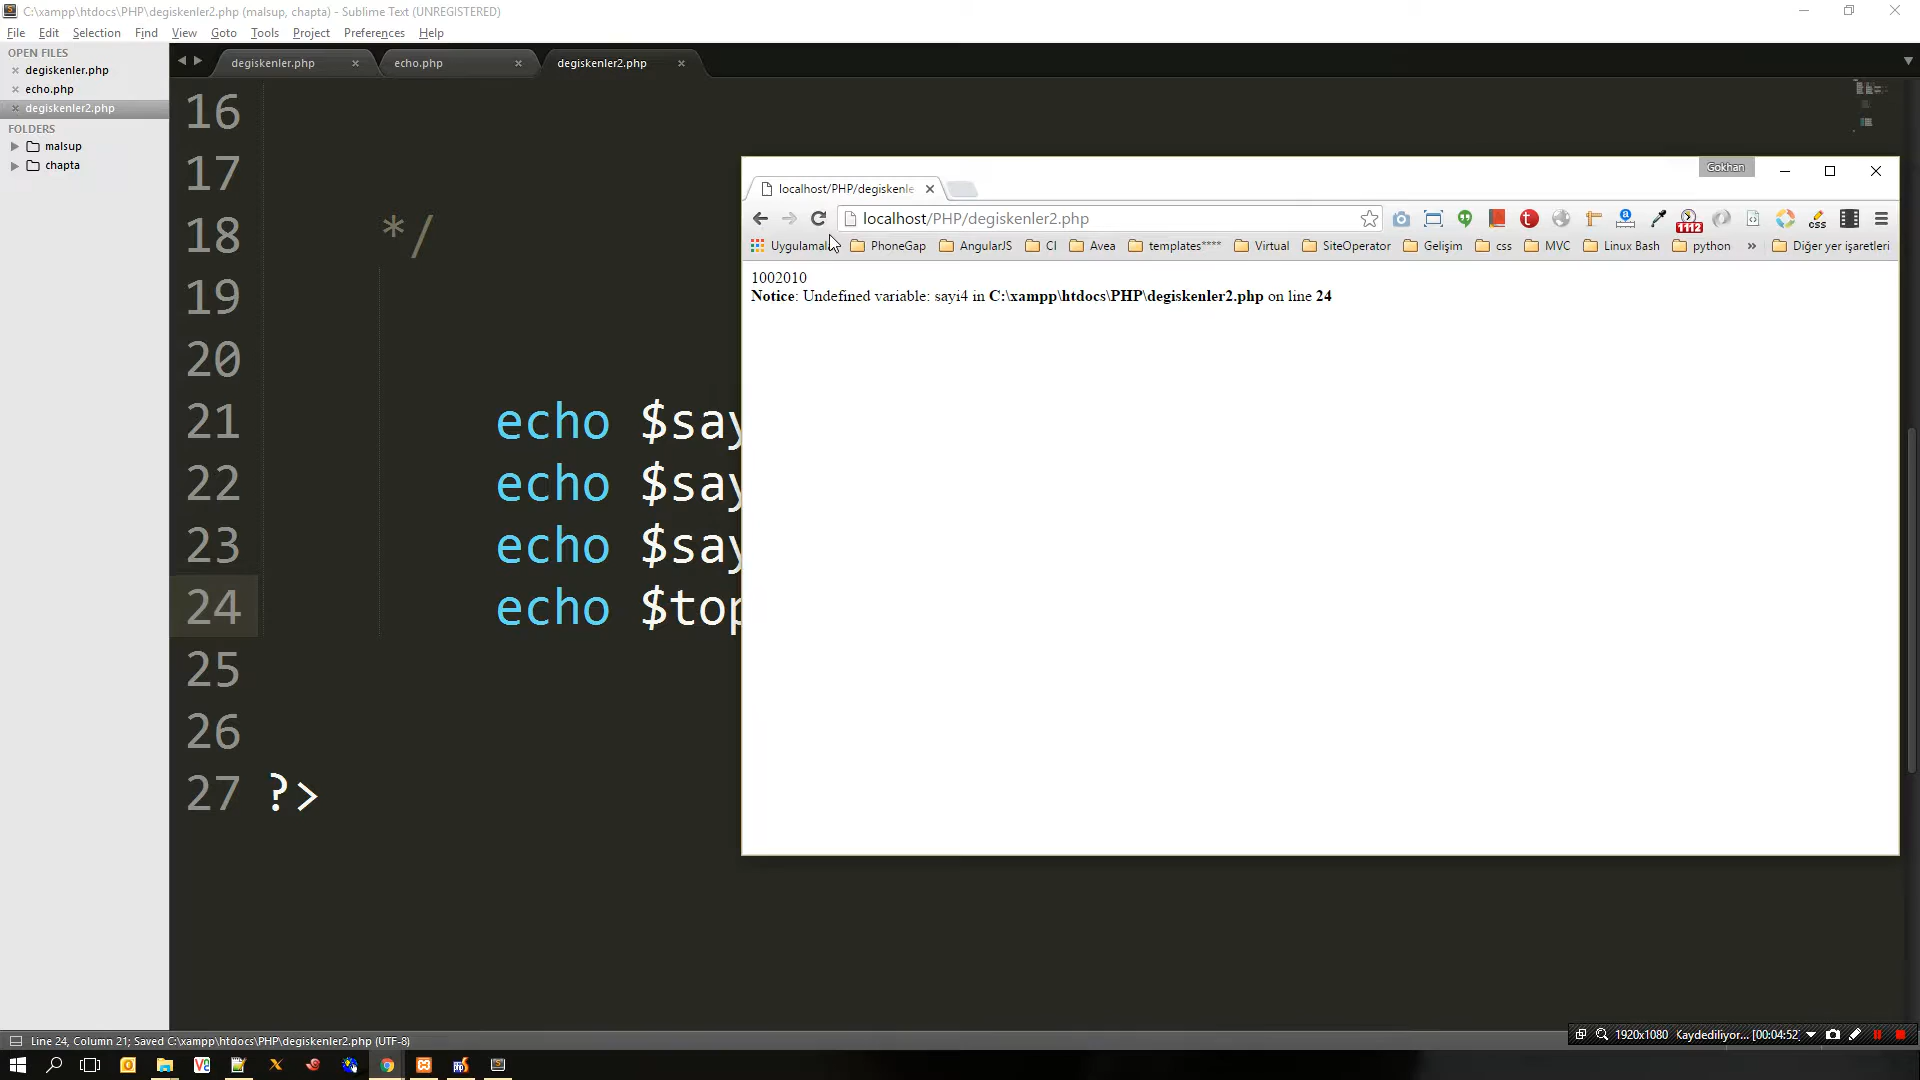 C:\xampp\htdocs\PHP\degiskenler2.php (malsup, chapta) - Sublime Text (UNREGISTERED)
File Edit Selection Find View Goto Tools Project Preferences Help
OPEN FILES
degiskenler.php
echo.php
degiskenler2.php
FOLDERS
malsup
chapta
degiskenler.php echo.php degiskenler2.php
16
17
18 */
19
20
21 echo $say
22 echo $say
23 echo $say
24 echo $top
25
26
27 ?>
Gokhan
localhost/PHP/degiskenle
localhost/PHP/degiskenler2.php
1112
css
Uygulamal PhoneGap AngularJS CI Avea templates**** Virtual SiteOperator Gelişim css MVC Linux Bash python » Diğer yer işaretleri
1002010
Notice: Undefined variable: sayi4 in C:\xampp\htdocs\PHP\degiskenler2.php on line 24
Line 24, Column 21; Saved C:\xampp\htdocs\PHP\degiskenler2.php (UTF-8)
1920x1080 Kaydediliyor... [00:04:52]